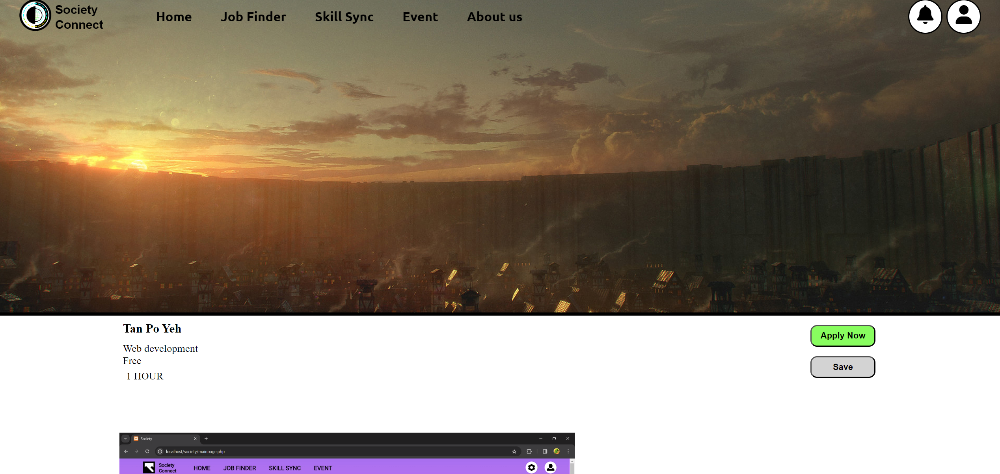 Society
Connect
Home
Job Finder
Skill Sync
Event
About us
Tan Po Yeh
Web development
Free
1 HOUR
Apply Now
Save
Society
localhost/society/mainpage.php
Society
Connect
HOME
JOB FINDER
SKILL SYNC
EVENT